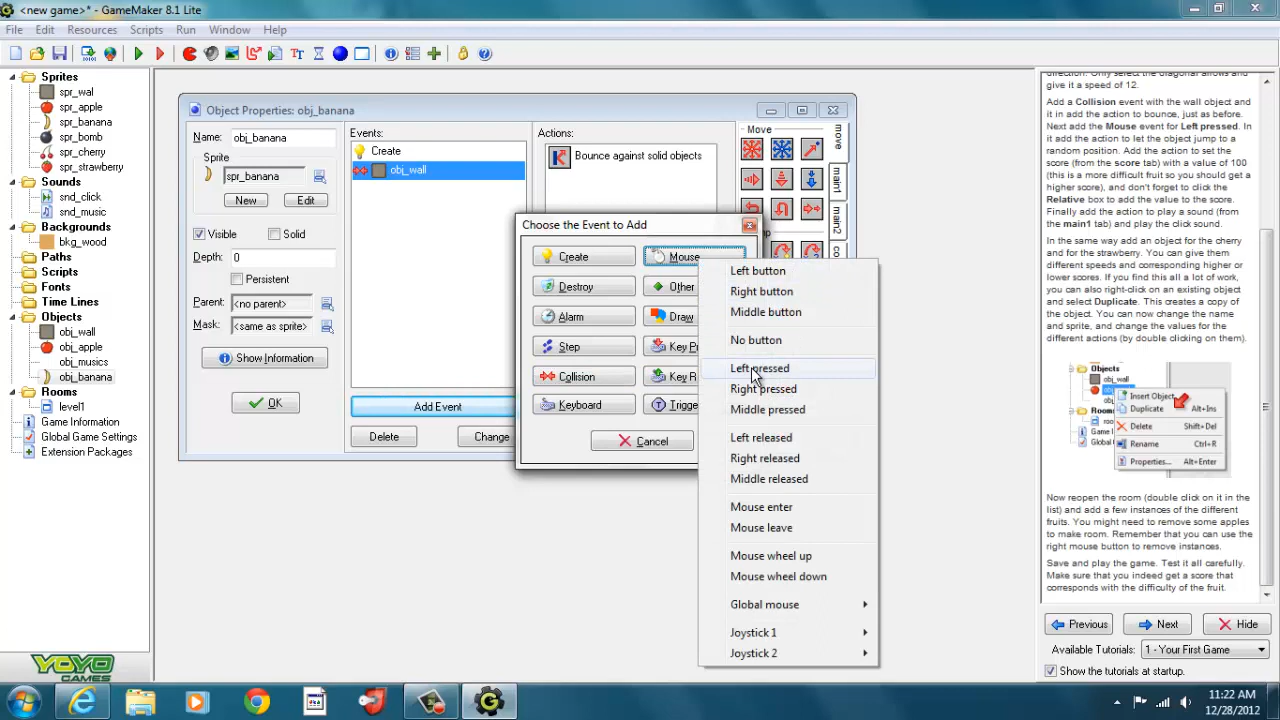 <new game>* - GameMaker 8.1 Lite
File Edit Resources Scripts Run Window Help
Sprites
spr_wal
spr_apple
spr_banana
spr_bomb
spr_cherry
spr_strawberry
Sounds
snd_click
snd_music
Backgrounds
bkg_wood
Paths
Scripts
Fonts
Time Lines
Objects
obj_wall
obj_apple
obj_musics
obj_banana
Rooms
level1
Game Information
Global Game Settings
Extension Packages
YOYO
GAMES
Object Properties: obj_banana
Name: obj_banana
Sprite
spr_banana
New Edit
Visible Solid
Depth: 0
Persistent
Parent: <no parent>
Mask: <same as sprite>
Show Information
OK
Events:
Create
obj_wall
Add Event
Delete Change
Actions:
Bounce against solid objects
Move
move
main1
main2
Choose the Event to Add
Create Mouse
Destroy Other
Alarm Draw
Step
Collision
Keyboard
Cancel
Left button
Right button
Middle button
No button
Left pressed
Right pressed
Middle pressed
Left released
Right released
Middle released
Mouse enter
Mouse leave
Mouse wheel up
Mouse wheel down
Global mouse
Joystick 1
Joystick 2
direction. Only select the diagonal arrows and
give it a speed of 12.
Add a Collision event with the wall object and
it in add the action to bounce, just as before.
Next add the Mouse event for Left pressed. In
it add the action to let the object jump to a
random position. Add the action to set the
score (from the score tab) with a value of 100
(this is a more difficult fruit so you should get a
higher score), and don't forget to click the
Relative box to add the value to the score.
Finally add the action to play a sound (from
the main1 tab) and play the click sound.
In the same way add an object for the cherry
and for the strawberry. You can give them
different speeds and corresponding higher or
lower scores. If you find this all a lot of work,
you can also right-click on an existing object
and select Duplicate. This creates a copy of
the object. You can now change the name
and sprite, and change the values for the
different actions (by double clicking on them).
Objects
obj_wall
Insert Object
Duplicate Alt+Ins
Delete Shift+Del
Rename Ctrl+R
Properties... Alt+Enter
Now reopen the room (double click on it in the
list) and add a few instances of the different
fruits. You might need to remove some apples
to make room. Remember that you can use the
right mouse button to remove instances.
Save and play the game. Test it all carefully.
Make sure that you indeed get a score that
corresponds with the difficulty of the fruit.
Previous Next Hide
Available Tutorials: 1 - Your First Game
Show the tutorials at startup.
11:22 AM
12/28/2012